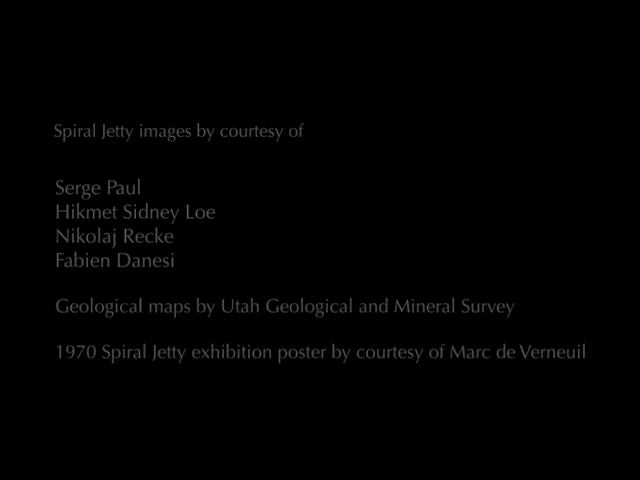 Spiral Jetty images by courtesy of
Serge Paul
Hikmet Sidney Loe
Nikolaj Recke
Fabien Danesi
Geological maps by Utah Geological and Mineral Survey
1970 Spiral Jetty exhibition poster by courtesy of Marc de Verneuil